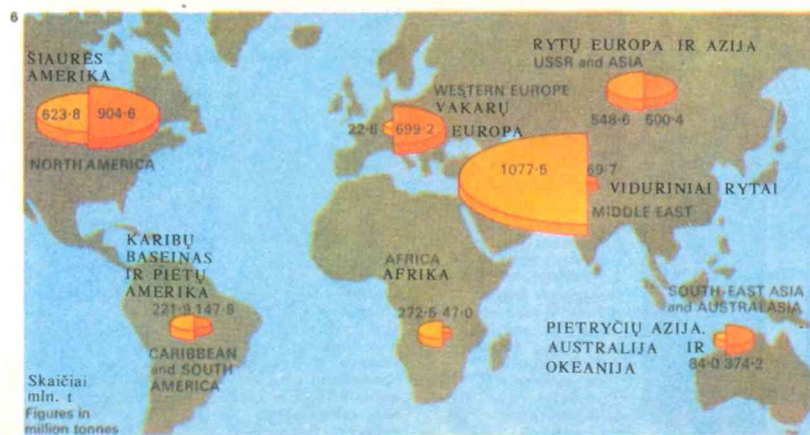 6
ŠIAURĖS
AMERIKA
623·8 904·6
NORTH AMERICA
WESTERN EUROPE
VAKARŲ
22·6 699·2 EUROPA
RYTŲ EUROPA IR AZIJA
USSR and ASIA
548·6 500·4
1077·5 69·7
VIDURINIAI RYTAI
MIDDLE EAST
KARIBŲ
BASEINAS
IR PIETŲ
AMERIKA
221·9 147·8
CARIBBEAN
and SOUTH
AMERICA
AFRICA
AFRIKA
272·5 47·0
SOUTH-EAST ASIA
and AUSTRALASIA
PIETRYČIŲ AZIJA.
AUSTRALIJA IR
OKEANIJA
84·0 374·2
Skaičiai
mln. t
Figures in
million tonnes